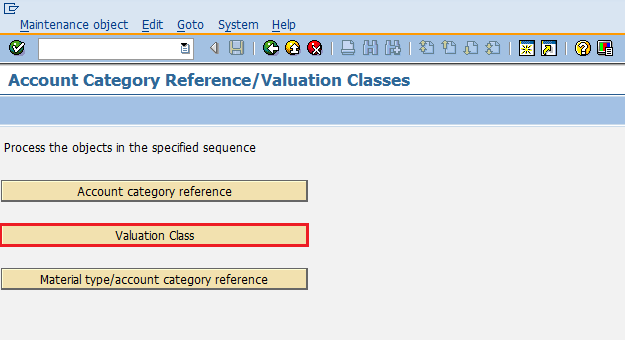 Maintenance object Edit Goto System Help
Account Category Reference/Valuation Classes
Process the objects in the specified sequence
Account category reference
Valuation Class
Material type/account category reference